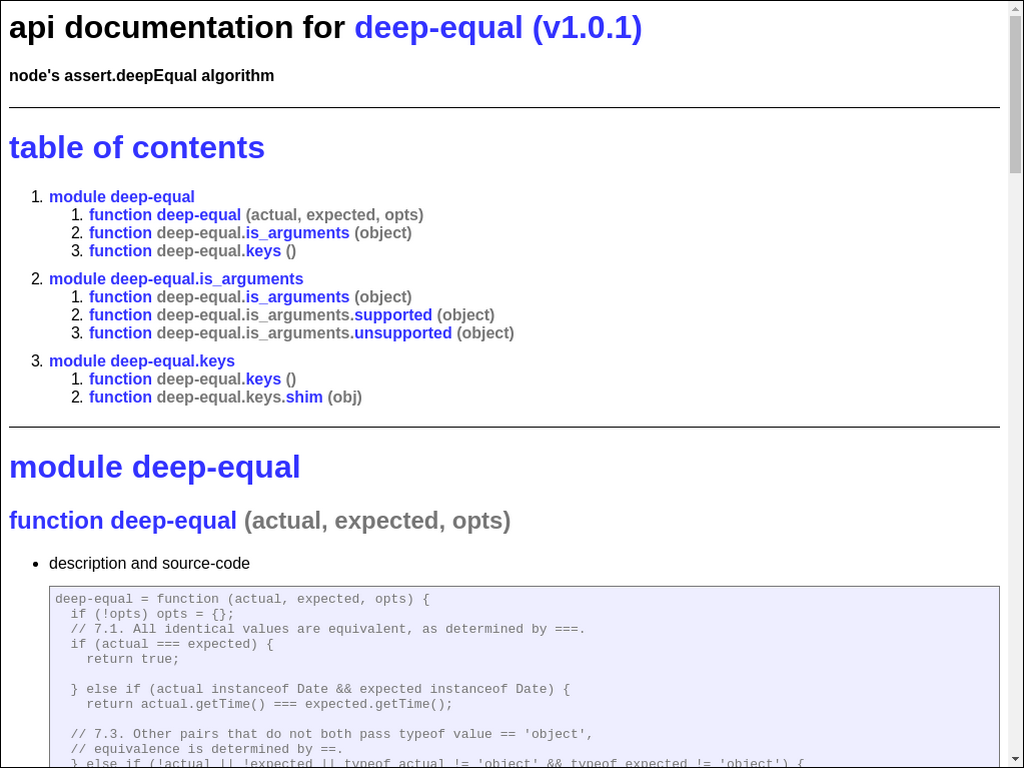 api documentation for deep-equal (v1.0.1)
node's assert.deepEqual algorithm
table of contents
1. module deep-equal
1. function deep-equal (actual, expected, opts)
2. function deep-equal.is_arguments (object)
3. function deep-equal.keys ()
2. module deep-equal.is_arguments
1. function deep-equal.is_arguments (object)
2. function deep-equal.is_arguments.supported (object)
3. function deep-equal.is_arguments.unsupported (object)
3. module deep-equal.keys
1. function deep-equal.keys ()
2. function deep-equal.keys.shim (obj)
module deep-equal
function deep-equal (actual, expected, opts)
• description and source-code
deep-equal = function (actual, expected, opts) {
  if (!opts) opts = {};
  // 7.1. All identical values are equivalent, as determined by ===.
  if (actual === expected) {
    return true;

  } else if (actual instanceof Date && expected instanceof Date) {
    return actual.getTime() === expected.getTime();

  // 7.3. Other pairs that do not both pass typeof value == 'object',
  // equivalence is determined by ==.
  } else if (!actual || !expected || typeof actual != 'object' && typeof expected != 'object') {